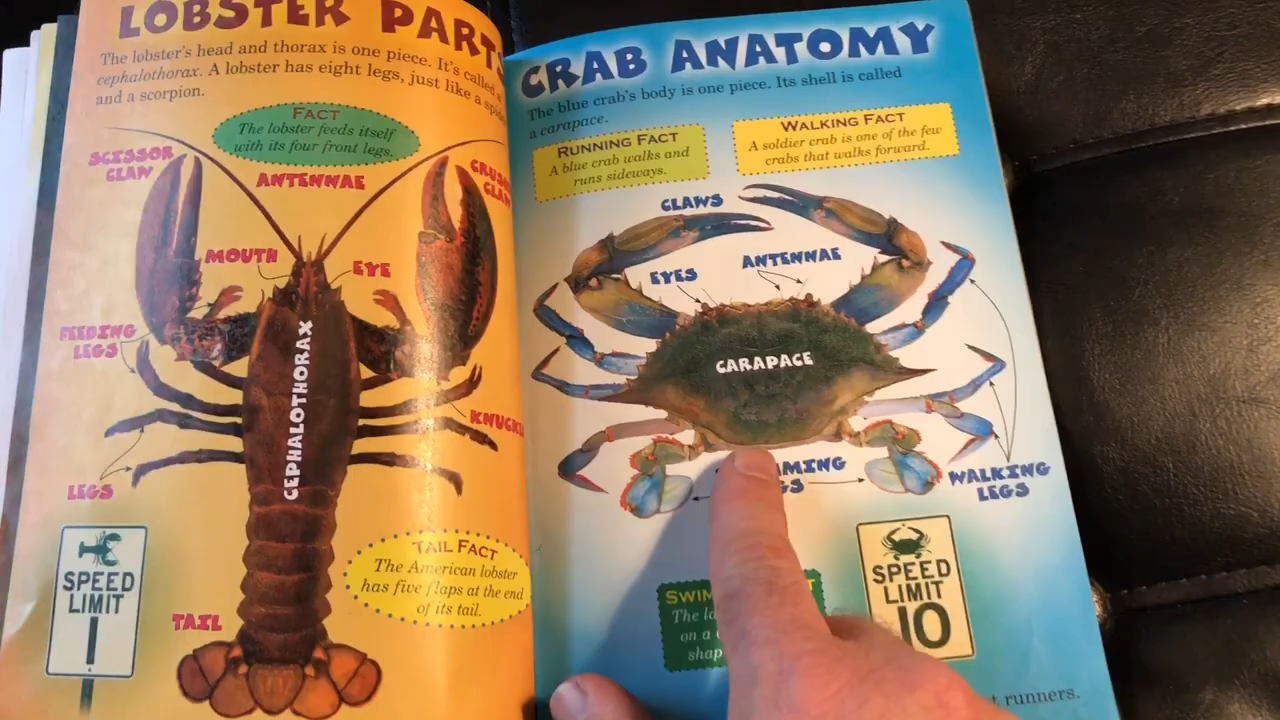 LOBSTER PARTS
The lobster's head and thorax is one piece. It's called a
cephalothorax. A lobster has eight legs, just like a
and a scorpion.
FACT
The lobster feeds itself
with its four front legs.
SCISSOR
CLAW
ANTENNAE
CLAW
MOUTH
EYE
FEEDING
LEGS
CEPHALOTHORAX
LEGS
TAIL FACT
The American lobster
has five flaps at the end
of its tail.
SPEED
LIMIT
1
TAIL
CRAB ANATOMY
The blue crab's body is one piece. Its shell is called
a carapace.
RUNNING FACT
A blue crab walks and
runs sideways.
WALKING FACT
A soldier crab is one of the few
crabs that walks forward.
CLAWS
EYES
ANTENNAE
CARAPACE
WALKING
LEGS
The
on a
SPEED
LIMIT
10
runners.